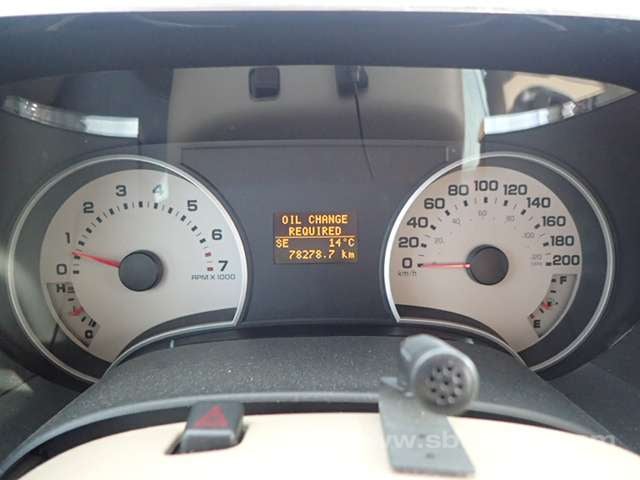 OIL CHANGE
REQUIRED
SE 14°C
78278.7 km
0 1 2 3 4 5 6 7
RPM X 1000
H
C
0 20 40 60 80 100 120 140 160 180 200
km/h
F
E